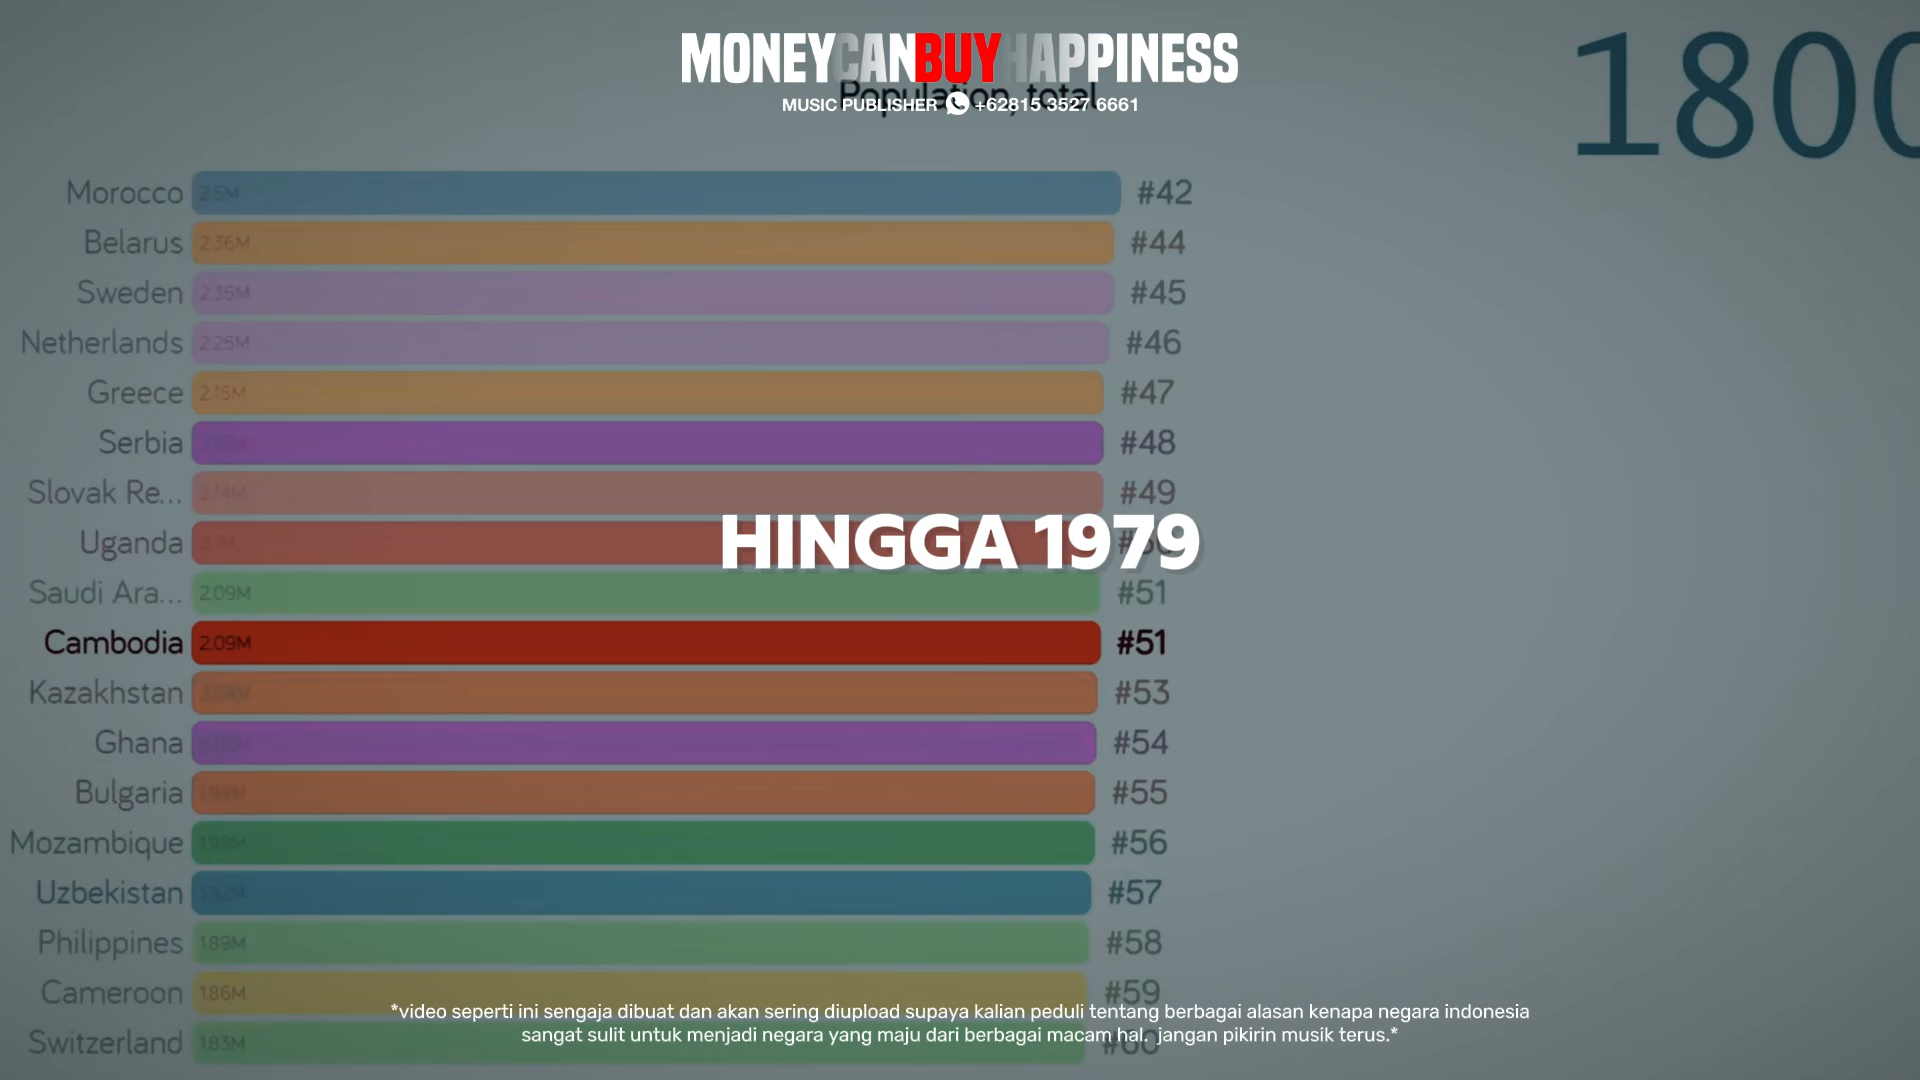 MONEYCANBUYHAPPINESS
Population, total
MUSIC PUBLISHER +62815 3527 6661
1800
Morocco 2.5M #42
Belarus 2.36M #44
Sweden 2.35M #45
Netherlands 2.25M #46
Greece 2.15M #47
Serbia #48
Slovak Re... 2.14M #49
Uganda
HINGGA 1979
Saudi Ara... 2.09M #51
Cambodia 2.09M #51
Kazakhstan #53
Ghana #54
Bulgaria #55
Mozambique 1.98M #56
Uzbekistan #57
Philippines 1.89M #58
Cameroon 1.86M #59
*video seperti ini sengaja dibuat dan akan sering diupload supaya kalian peduli tentang berbagai alasan kenapa negara indonesia
sangat sulit untuk menjadi negara yang maju dari berbagai macam hal. jangan pikirin musik terus.*
Switzerland 1.83M #60